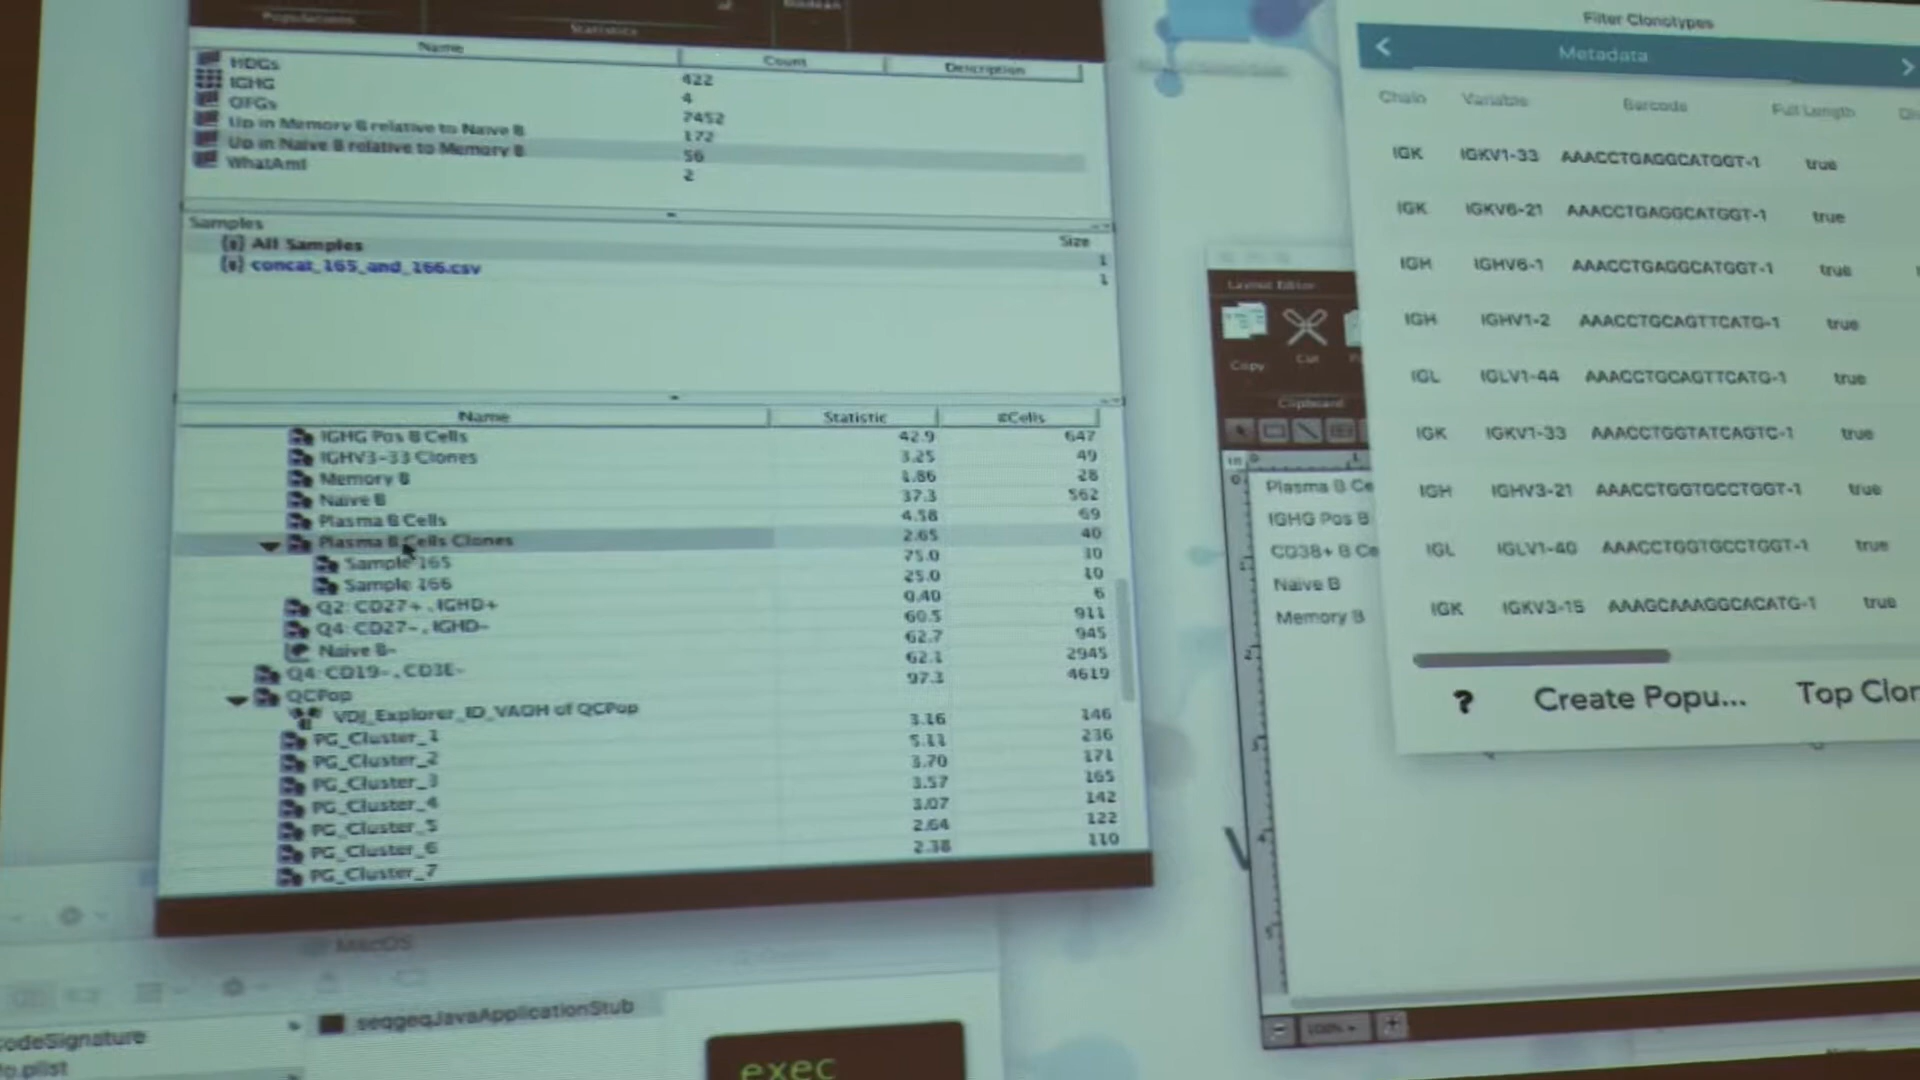 Populations
Statistics
Boolean
Name Count Description
HDGs 422
IGHG 4
OFGs 7452
Up in Memory B relative to Naive B 172
Up in Naive B relative to Memory B 56
WhatAmI 2
Samples
{s} All Samples Size
1
{s} concat_165_and_166.csv 1
Name Statistic #Cells
IGHG Pos B Cells 42.9 647
IGHV3-33 Clones 3.25 49
Memory B 1.86 28
Naive B 37.3 562
Plasma B Cells 4.58 69
Plasma B Cells Clones 2.65 40
Sample 165 75.0 30
Sample 166 25.0 10
Q2: CD27+, IGHD+ 0.40 6
Q4: CD27-, IGHD- 60.5 911
Naive B- 62.7 945
Q4: CD19-, CD3E- 62.1 2945
QCPop 97.3 4619
VDJ_Explorer_ID_VAOH of QCPop
PG_Cluster_1 3.16 146
PG_Cluster_2 5.11 236
PG_Cluster_3 3.70 171
PG_Cluster_4 3.57 165
PG_Cluster_5 3.07 142
PG_Cluster_6 2.64 122
PG_Cluster_7 2.38 110
MacOS
seqgeqJavaApplicationStub
odeSignature
fo.plist
exec
Layout Editor
Copy
Cut
Clipboard
Plasma B Ce
IGHG Pos B
CD38+ B Ce
Naive B
Memory B
100%
Filter Clonotypes
< Metadata >
Chain Variable Barcode Full Length
IGK IGKV1-33 AAACCTGAGGCATGGT-1 true
IGK IGKV6-21 AAACCTGAGGCATGGT-1 true
IGH IGHV6-1 AAACCTGAGGCATGGT-1 true
IGH IGHV1-2 AAACCTGCAGTTCATG-1 true
IGL IGLV1-44 AAACCTGCAGTTCATG-1 true
IGK IGKV1-33 AAACCTGGTATCAGTC-1 true
IGH IGHV3-21 AAACCTGGTGCCTGGT-1 true
IGL IGLV1-40 AAACCTGGTGCCTGGT-1 true
IGK IGKV3-15 AAAGCAAAGGCACATG-1 true
? Create Popu... Top Clon